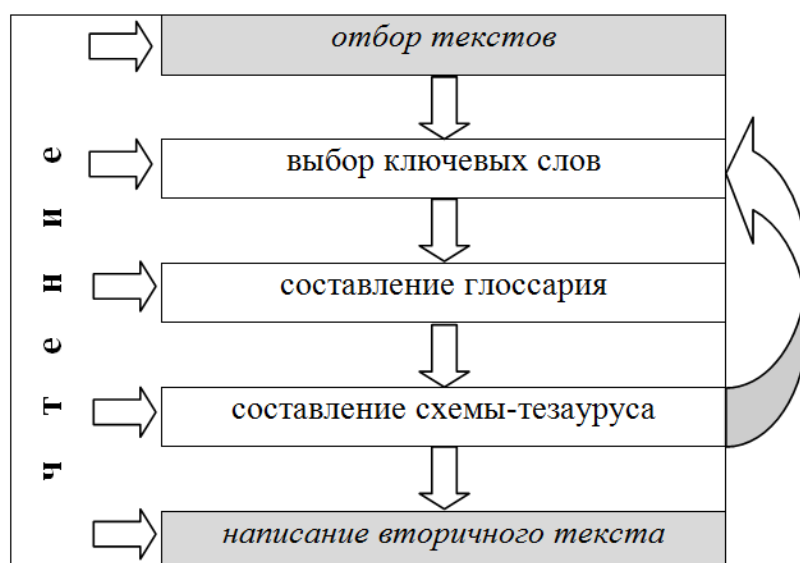 чтение
отбор текстов
выбор ключевых слов
составление глоссария
составление схемы-тезауруса
написание вторичного текста